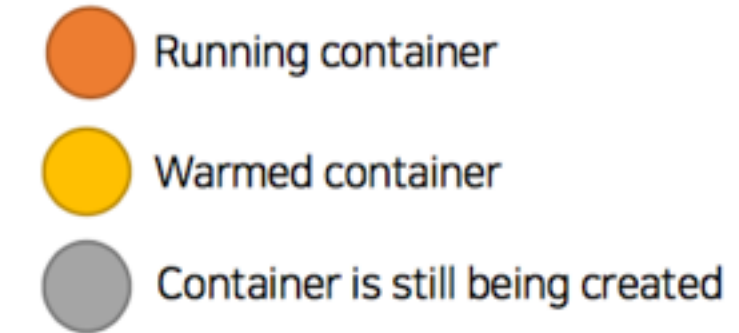 Running container
Warmed container
Container is still being created